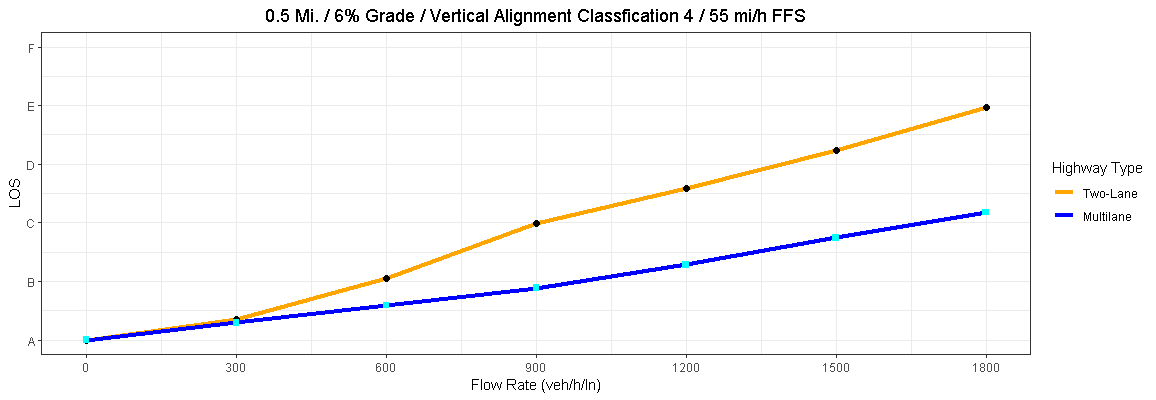 0.5 Mi. / 6% Grade / Vertical Alignment Classfication 4 / 55 mi/h FFS
F
E
D
C
B
A
LOS
0 300 600 900 1200 1500 1800
Flow Rate (veh/h/ln)
Highway Type
Two-Lane
Multilane